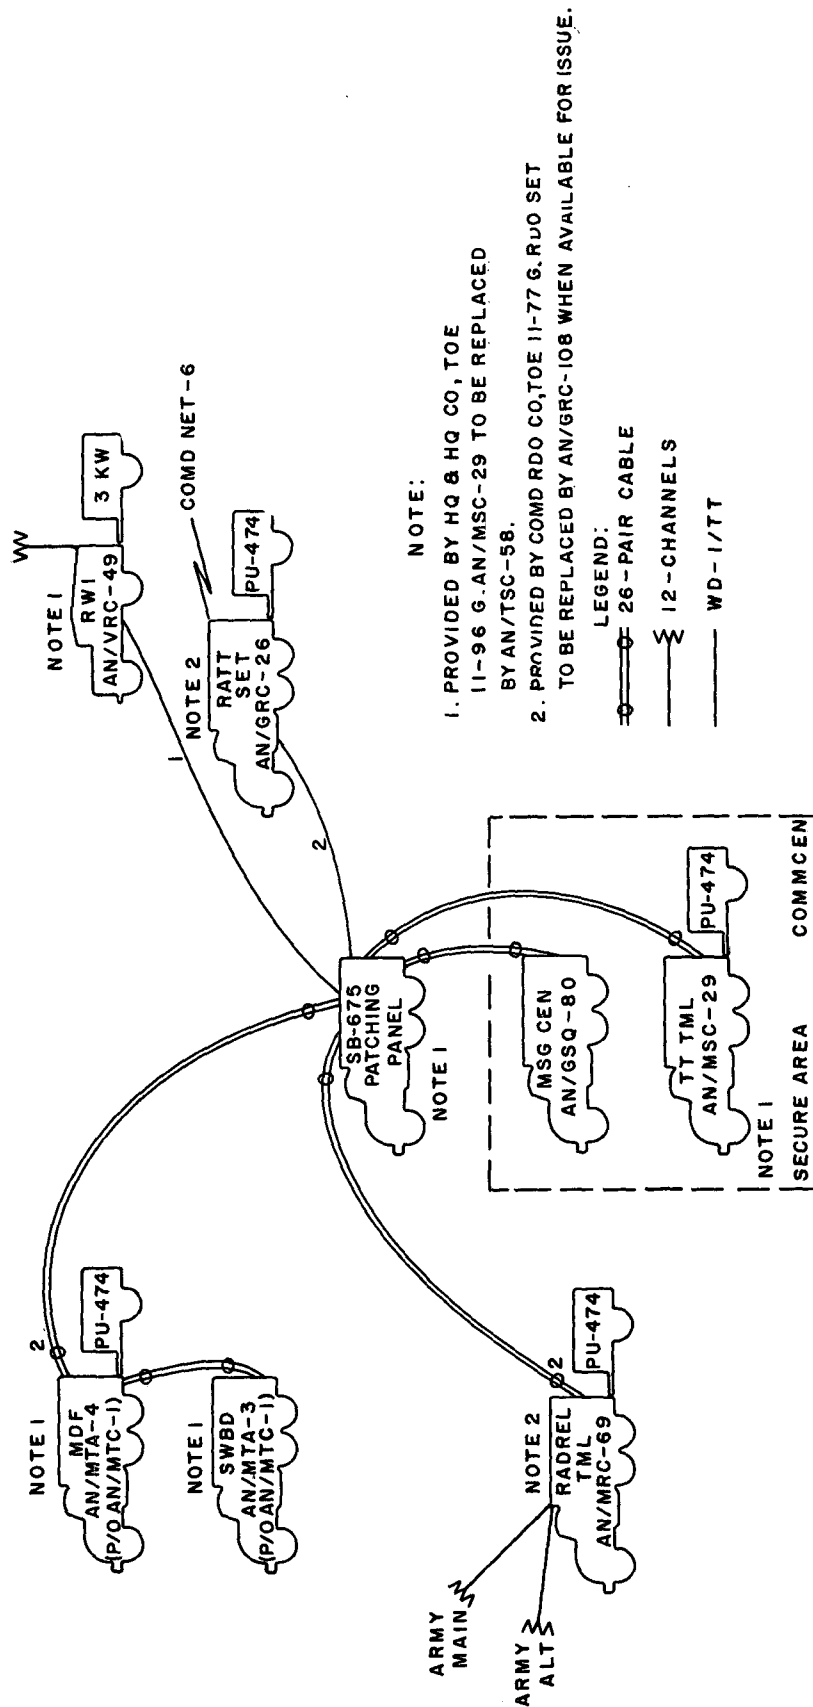 NOTE 1
MDF
AN/MTA-4
(P/O AN/MTC-1)
PU-474
2
NOTE 1
SWBD
AN/MTA-3
(P/O AN/MTC-1)
NOTE 1
RWI
AN/VRC-49
3 KW
1
NOTE 2
RATT
SET
AN/GRC-26
PU-474
COMD NET-6
2
SB-675
PATCHING
PANEL
NOTE 1
ARMY
MAIN
ARMY
ALT
NOTE 2
RADREL
TML
AN/MRC-69
2
PU-474
MSG CEN
AN/GSQ-80
TT TML
AN/MSC-29
PU-474
NOTE 1
SECURE AREA
COMMCEN
NOTE:
1. PROVIDED BY HQ & HQ CO, TOE
11-96 G. AN/MSC-29 TO BE REPLACED
BY AN/TSC-58.
2. PROVIDED BY COMD RDO CO, TOE 11-77 G. RDO SET
TO BE REPLACED BY AN/GRC-108 WHEN AVAILABLE FOR ISSUE.
LEGEND:
26-PAIR CABLE
12-CHANNELS
WD-1/TT